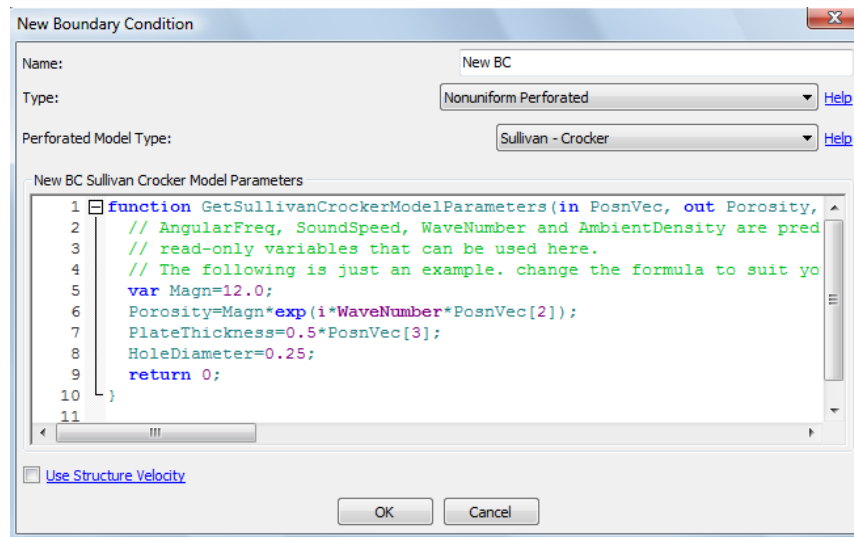 New Boundary Condition
Name: New BC
Type: Nonuniform Perforated Help
Perforated Model Type: Sullivan - Crocker Help
New BC Sullivan Crocker Model Parameters
1 function GetSullivanCrockerModelParameters(in PosnVec, out Porosity,
2 // AngularFreq, SoundSpeed, WaveNumber and AmbientDensity are pred
3 // read-only variables that can be used here.
4 // The following is just an example. change the formula to suit yo
5 var Magn=12.0;
6 Porosity=Magn*exp(i*WaveNumber*PosnVec[2]);
7 PlateThickness=0.5*PosnVec[3];
8 HoleDiameter=0.25;
9 return 0;
10 }
11
Use Structure Velocity
OK Cancel